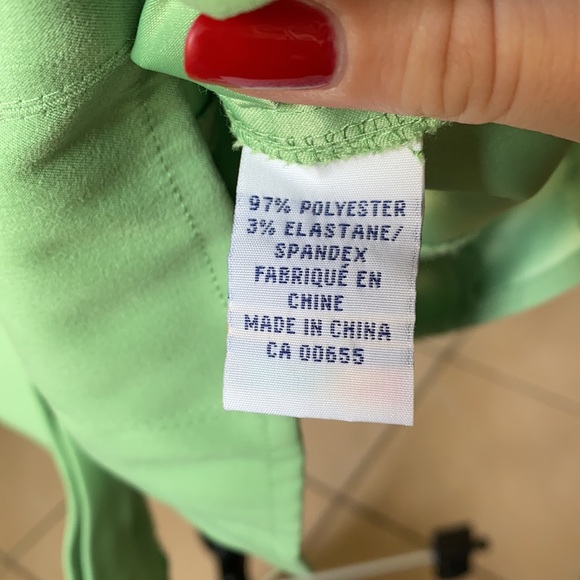 97% POLYESTER
3% ELASTANE/
SPANDEX
FABRIQUÉ EN
CHINE
MADE IN CHINA
CA 00655